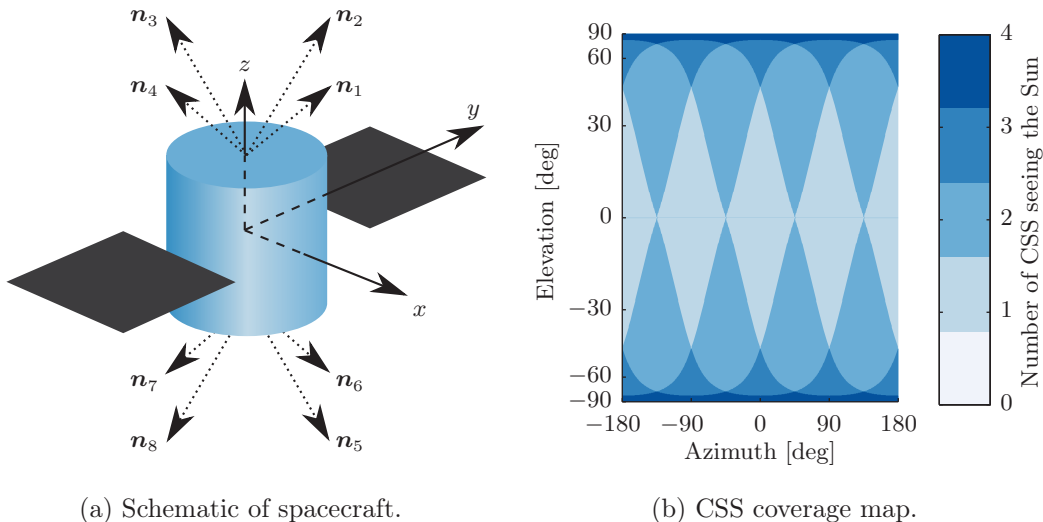 n₃
n₂
z
n₄
n₁
y
x
n₇
n₆
n₈
n₅
(a) Schematic of spacecraft.
90
60
30
0
−30
−60
−90
Elevation [deg]
−180
−90
0
90
180
Azimuth [deg]
4
3
2
1
0
Number of CSS seeing the Sun
(b) CSS coverage map.